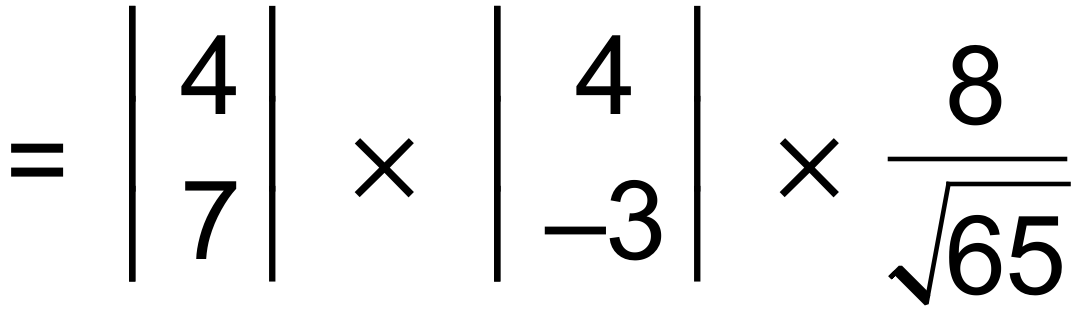 = |4 7| × |4 –3| × 8/√65